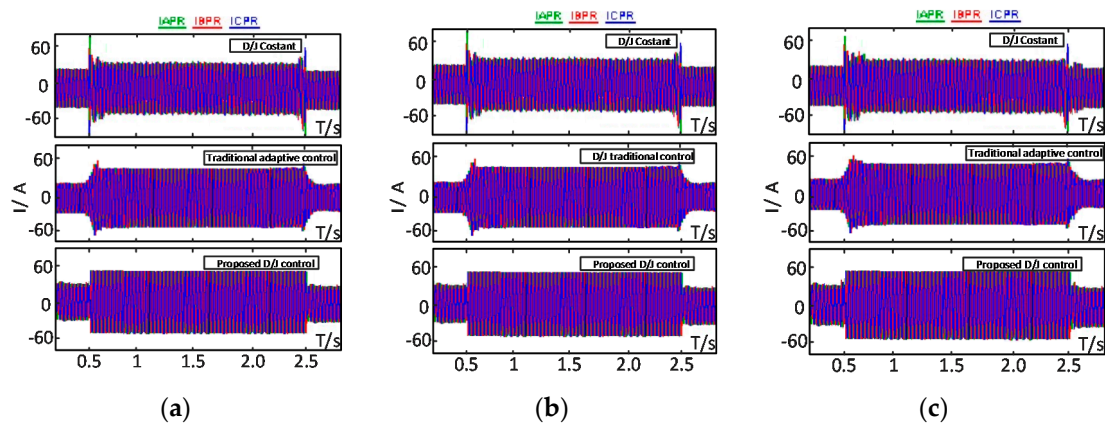 IAPR IBPR ICPR
60
0
-60
D/J Costant
T/s
60
0
-60
Traditional adaptive control
T/s
I/ A
60
0
-60
Proposed D/J control
T/s
0.5 1 1.5 2.0 2.5
(a)
IAPR IBPR ICPR
60
0
-60
D/J Costant
T/s
60
0
-60
D/J traditional control
T/s
I/ A
60
0
-60
Proposed D/J control
T/s
0.5 1 1.5 2.0 2.5
(b)
IAPR IBPR ICPR
60
0
-60
D/J Costant
T/s
60
0
-60
Traditional adaptive control
T/s
I/ A
60
0
-60
Proposed D/J control
T/s
0.5 1 1.5 2.0 2.5
(c)